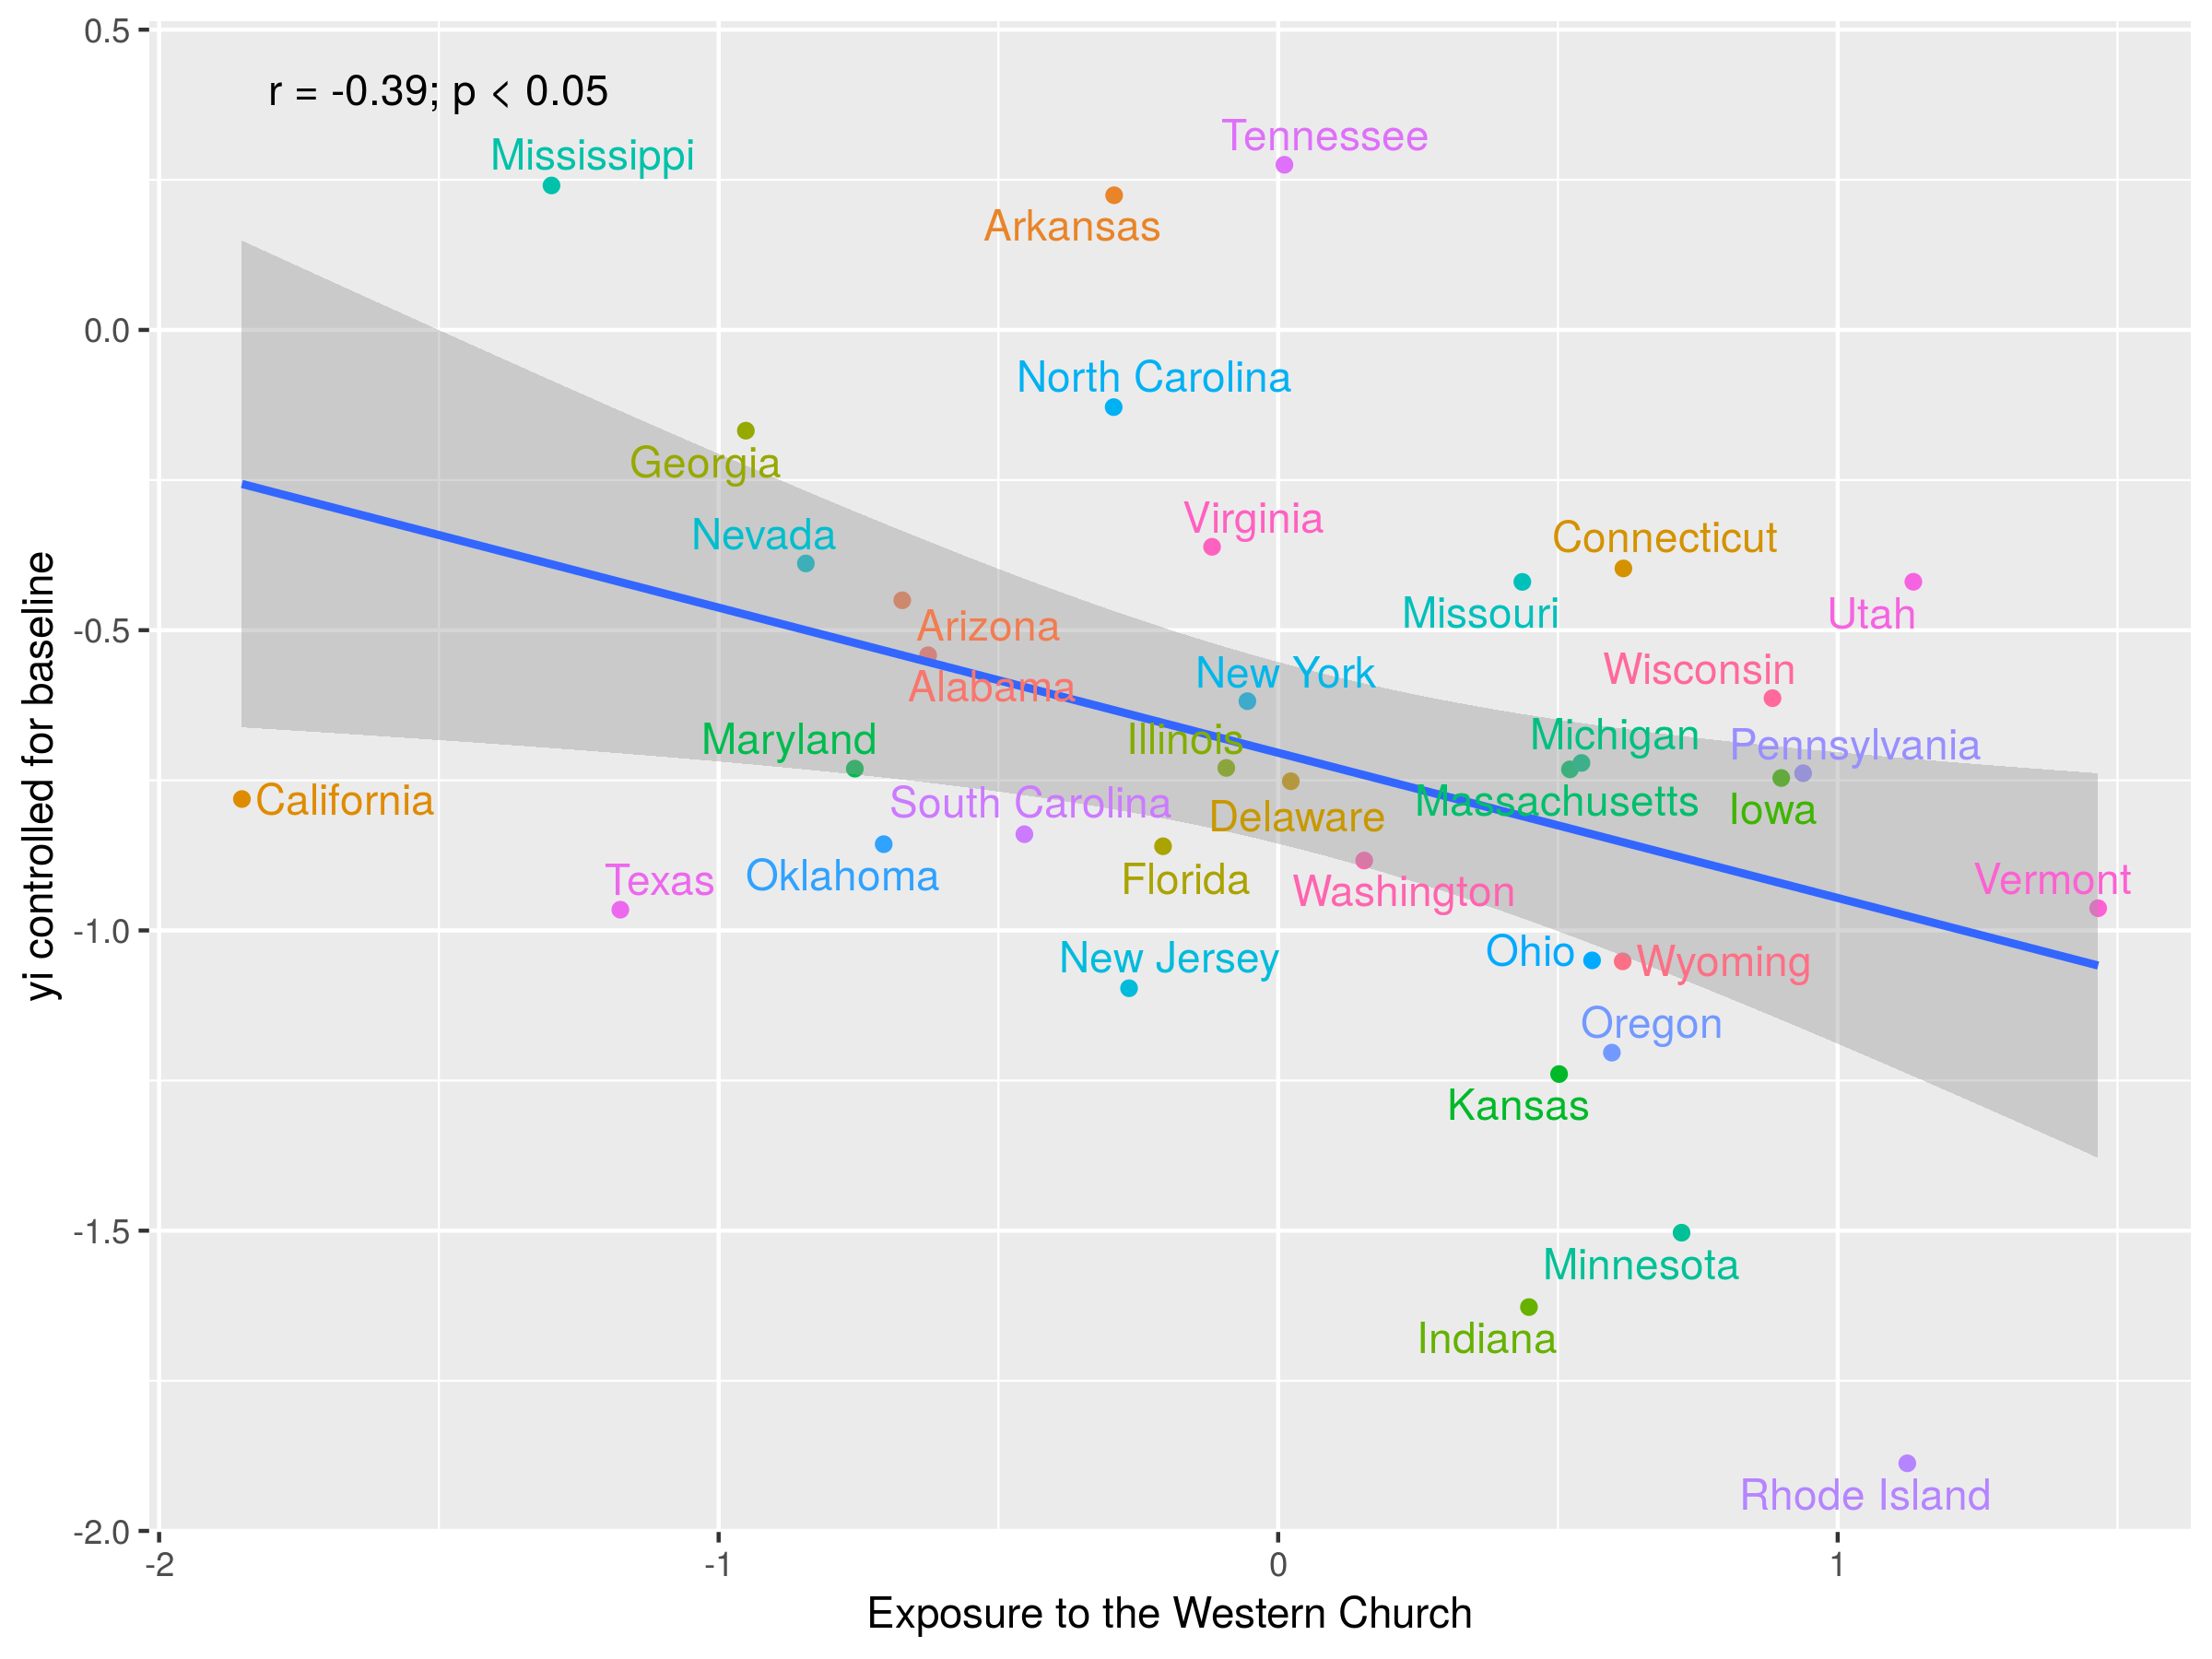 0.5
r = -0.39; p < 0.05
Tennessee
Mississippi
Arkansas
0.0
North Carolina
Georgia
Virginia
Nevada
Connecticut
Missouri
Utah
Arizona
-0.5
New York
Wisconsin
Alabama
Maryland
Illinois
Michigan
Pennsylvania
California
South Carolina
Delaware
Massachusetts
Iowa
Texas
Oklahoma
Florida
Washington
Vermont
-1.0
New Jersey
Ohio
Wyoming
Oregon
Kansas
-1.5
Minnesota
Indiana
Rhode Island
-2.0
-2
-1
0
1
Exposure to the Western Church
yi controlled for baseline